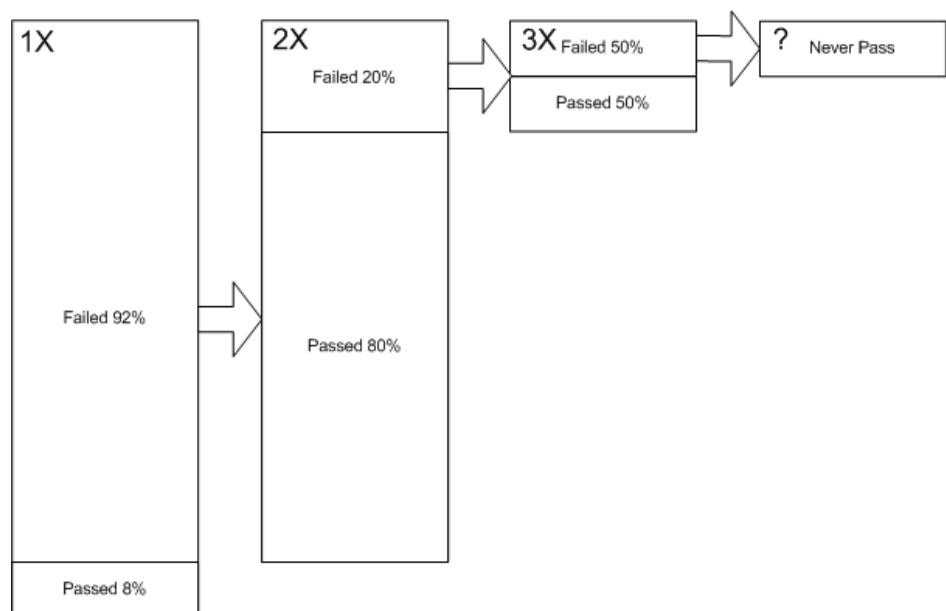 1X
Failed 92%
Passed 8%
2X
Failed 20%
Passed 80%
3X
Failed 50%
Passed 50%
?
Never Pass